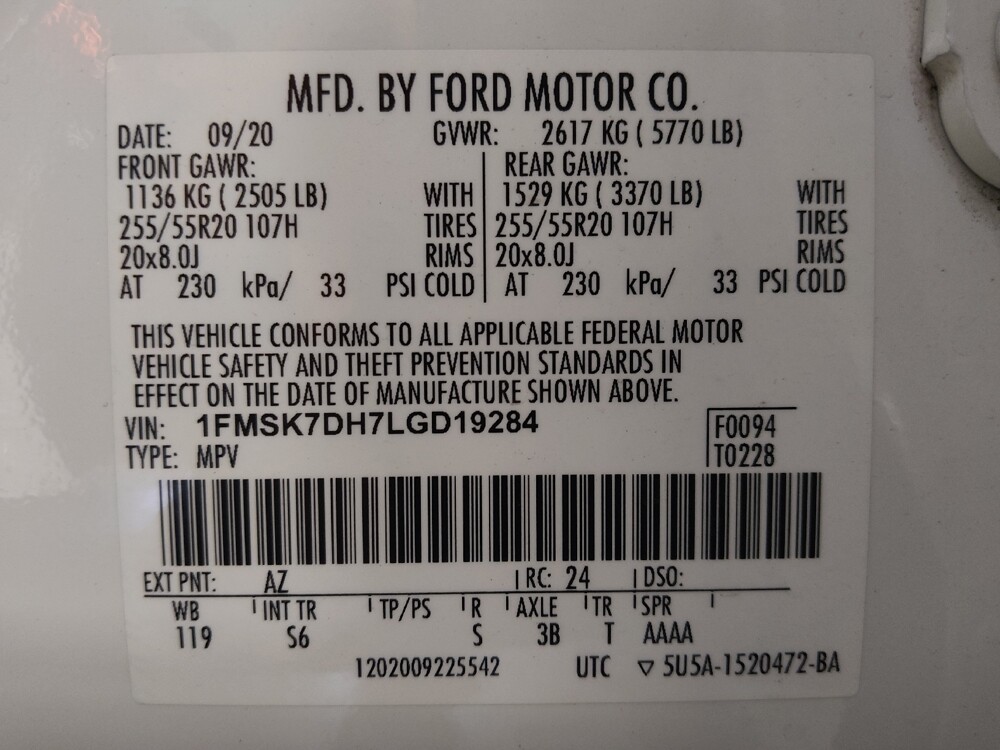 MFD. BY FORD MOTOR CO.
DATE: 09/20 GVWR: 2617 KG ( 5770 LB)
FRONT GAWR: REAR GAWR:
1136 KG ( 2505 LB) WITH 1529 KG ( 3370 LB) WITH
255/55R20 107H TIRES 255/55R20 107H TIRES
20x8.0J RIMS 20x8.0J RIMS
AT 230 kPa/ 33 PSI COLD AT 230 kPa/ 33 PSI COLD
THIS VEHICLE CONFORMS TO ALL APPLICABLE FEDERAL MOTOR
VEHICLE SAFETY AND THEFT PREVENTION STANDARDS IN
EFFECT ON THE DATE OF MANUFACTURE SHOWN ABOVE.
VIN: 1FMSK7DH7LGD19284 F0094
TYPE: MPV T0228
EXT PNT: AZ RC: 24 DSO:
WB INT TR TP/PS R AXLE TR SPR
119 S6 S 3B T AAAA
1202009225542 UTC ▽ 5U5A-1520472-BA